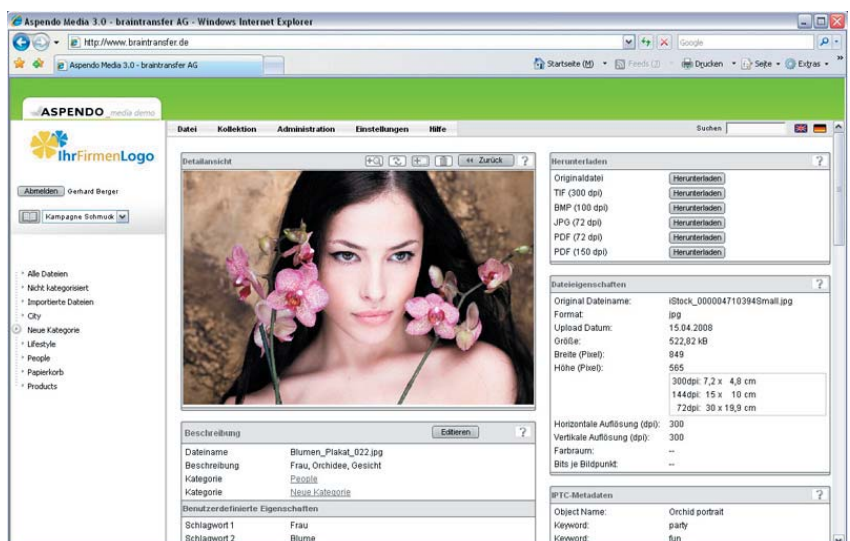 Aspendo Media 3.0 - braintransfer AG - Windows Internet Explorer
http://www.braintransfer.de
Google
Aspendo Media 3.0 - braintransfer AG
Startseite (M)
Feeds (J)
Drucken
Seite
Extras
ASPENDO media demo
Datei Kollektion Administration Einstellungen Hilfe
Suchen
IhrFirmenLogo
Abmelden Gerhard Berger
Kampagne Schmuck
Alle Dateien
Nicht kategorisiert
Importierte Dateien
City
Neue Kategorie
Lifestyle
People
Papierkorb
Products
Detailansicht
<< Zurück ?
Beschreibung Editieren ?
Dateiname Blumen_Plakat_022.jpg
Beschreibung Frau, Orchidee, Gesicht
Kategorie People
Kategorie Neue Kategorie
Benutzerdefinierte Eigenschaften
Schlagwort 1 Frau
Schlagwort 2 Blume
Herunterladen ?
Originaldatei Herunterladen
TIF (300 dpi) Herunterladen
BMP (100 dpi) Herunterladen
JPG (72 dpi) Herunterladen
PDF (72 dpi) Herunterladen
PDF (150 dpi) Herunterladen
Dateieigenschaften ?
Original Dateiname: iStock_000004710394Small.jpg
Format: jpg
Upload Datum: 15.04.2008
Größe: 522,82 kB
Breite (Pixel): 849
Höhe (Pixel): 565
300dpi: 7,2 x 4,8 cm
144dpi: 15 x 10 cm
72dpi: 30 x 19,9 cm
Horizontale Auflösung (dpi): 300
Vertikale Auflösung (dpi): 300
Farbraum: --
Bits je Bildpunkt: --
IPTC-Metadaten ?
Object Name: Orchid portrait
Keyword: party
Keyword: fun